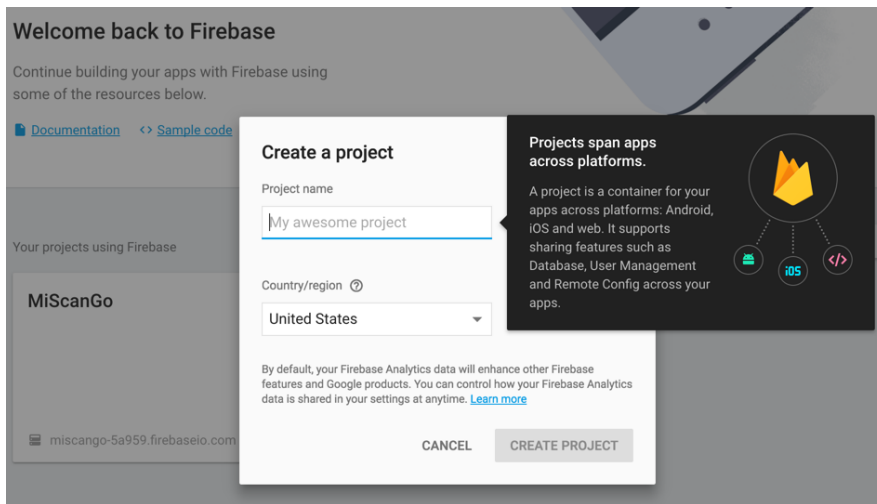 Welcome back to Firebase
Continue building your apps with Firebase using
some of the resources below.
Documentation <> Sample code
Your projects using Firebase
MiScanGo
miscango-5a959.firebaseio.com
Create a project
Project name
My awesome project
Country/region ?
United States
By default, your Firebase Analytics data will enhance other Firebase
features and Google products. You can control how your Firebase Analytics
data is shared in your settings at anytime. Learn more
CANCEL CREATE PROJECT
Projects span apps
across platforms.
A project is a container for your
apps across platforms: Android,
iOS and web. It supports
sharing features such as
Database, User Management
and Remote Config across your
apps.
iOS </>